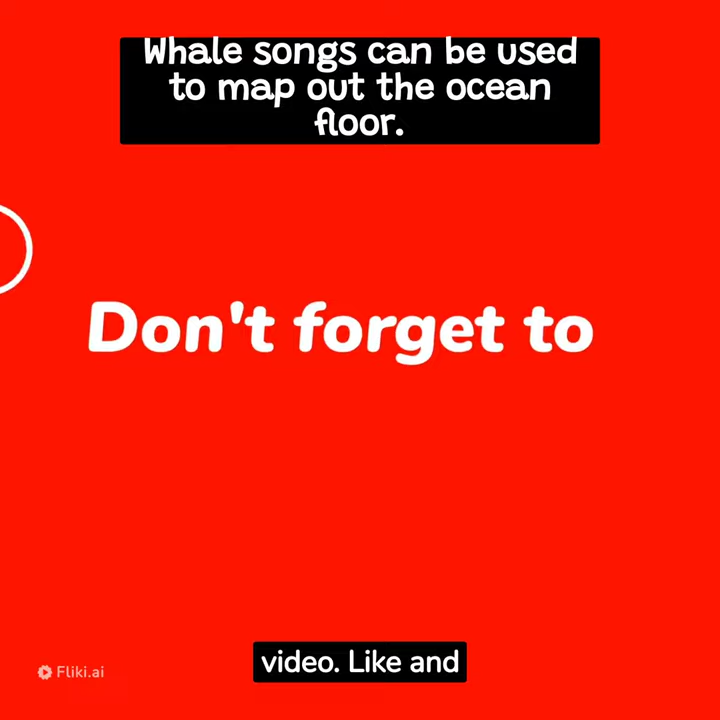 Whale songs can be used
to map out the ocean
floor.
Don't forget to
video. Like and
Fliki.ai